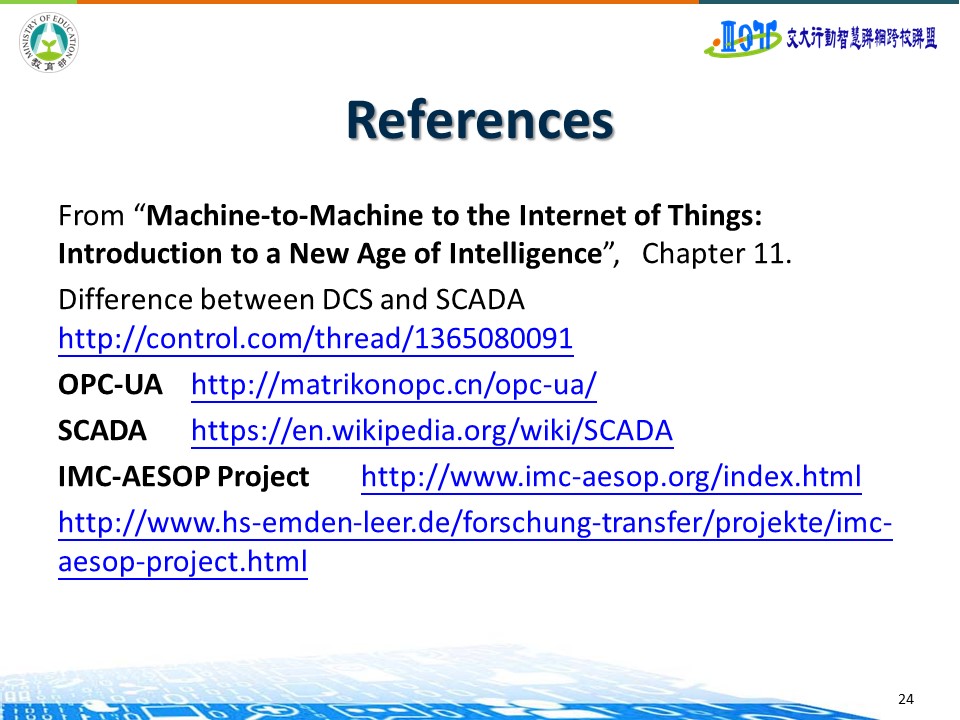 MINISTRY OF EDUCATION
教育部
交大行動智慧聯網跨校聯盟
References
From “Machine-to-Machine to the Internet of Things:
Introduction to a New Age of Intelligence”, Chapter 11.
Difference between DCS and SCADA
http://control.com/thread/1365080091
OPC-UA http://matrikonopc.cn/opc-ua/
SCADA https://en.wikipedia.org/wiki/SCADA
IMC-AESOP Project http://www.imc-aesop.org/index.html
http://www.hs-emden-leer.de/forschung-transfer/projekte/imc-
aesop-project.html
24